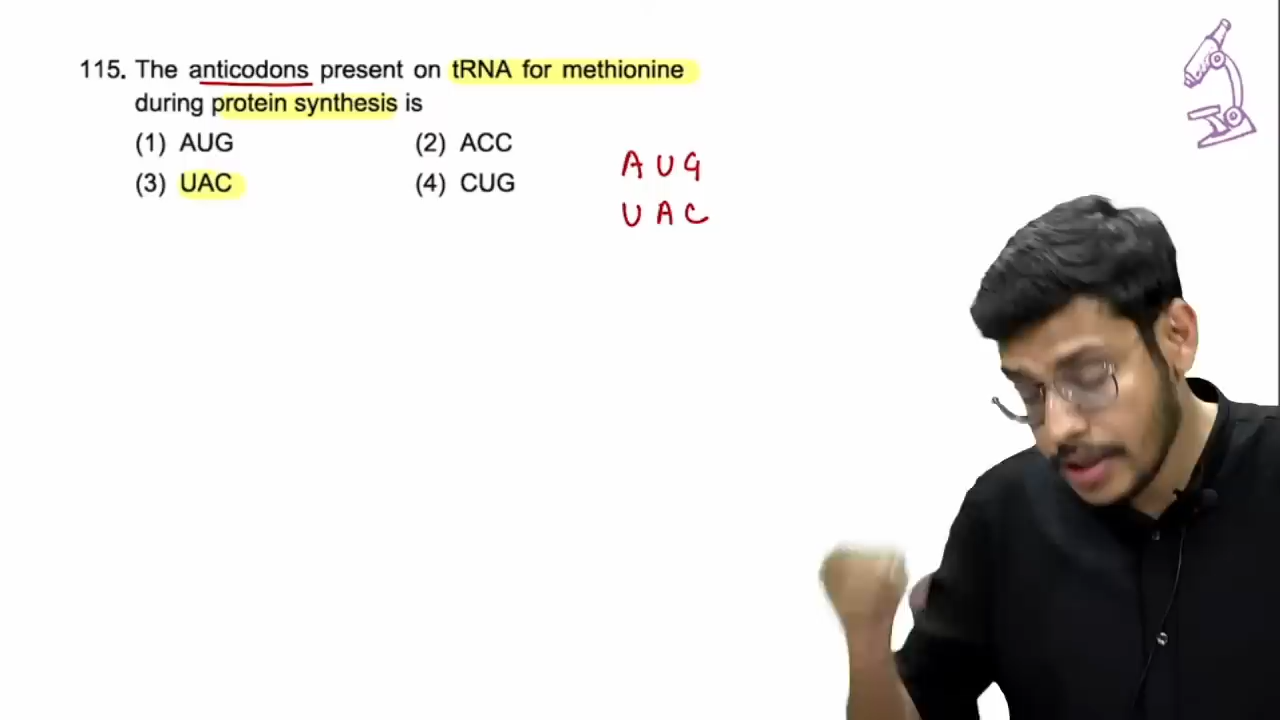 115. The anticodons present on tRNA for methionine
during protein synthesis is
(1) AUG (2) ACC
(3) UAC (4) CUG
A U G
U A C